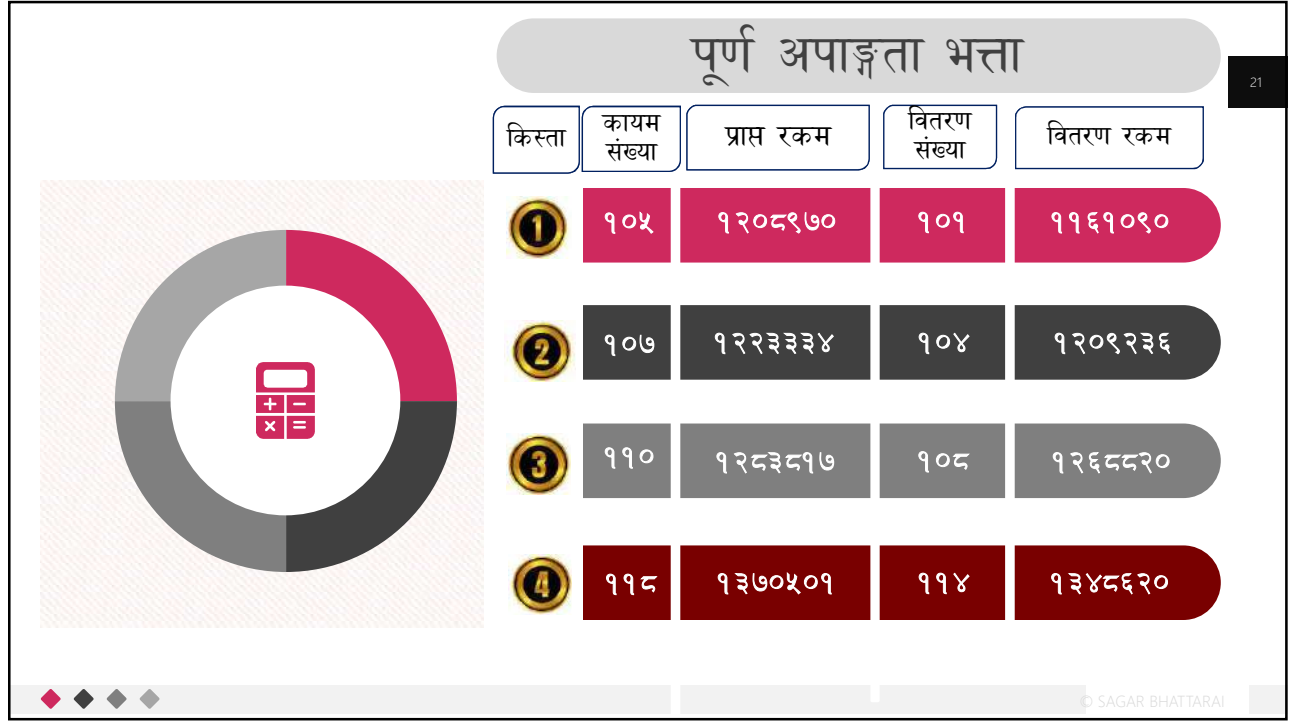 पूर्ण अपाङ्गता भत्ता
21
किस्ता
कायम
संख्या
प्राप्त रकम
वितरण
संख्या
वितरण रकम
1 १०५ १२०८९७० १०१ ११६१०९०
2 १०७ १२२३३३४ १०४ १२०९२३६
3 ११० १२८३८१७ १०८ १२६८८२०
4 ११८ १३७०५०१ ११४ १३४८६२०
© SAGAR BHATTARAI